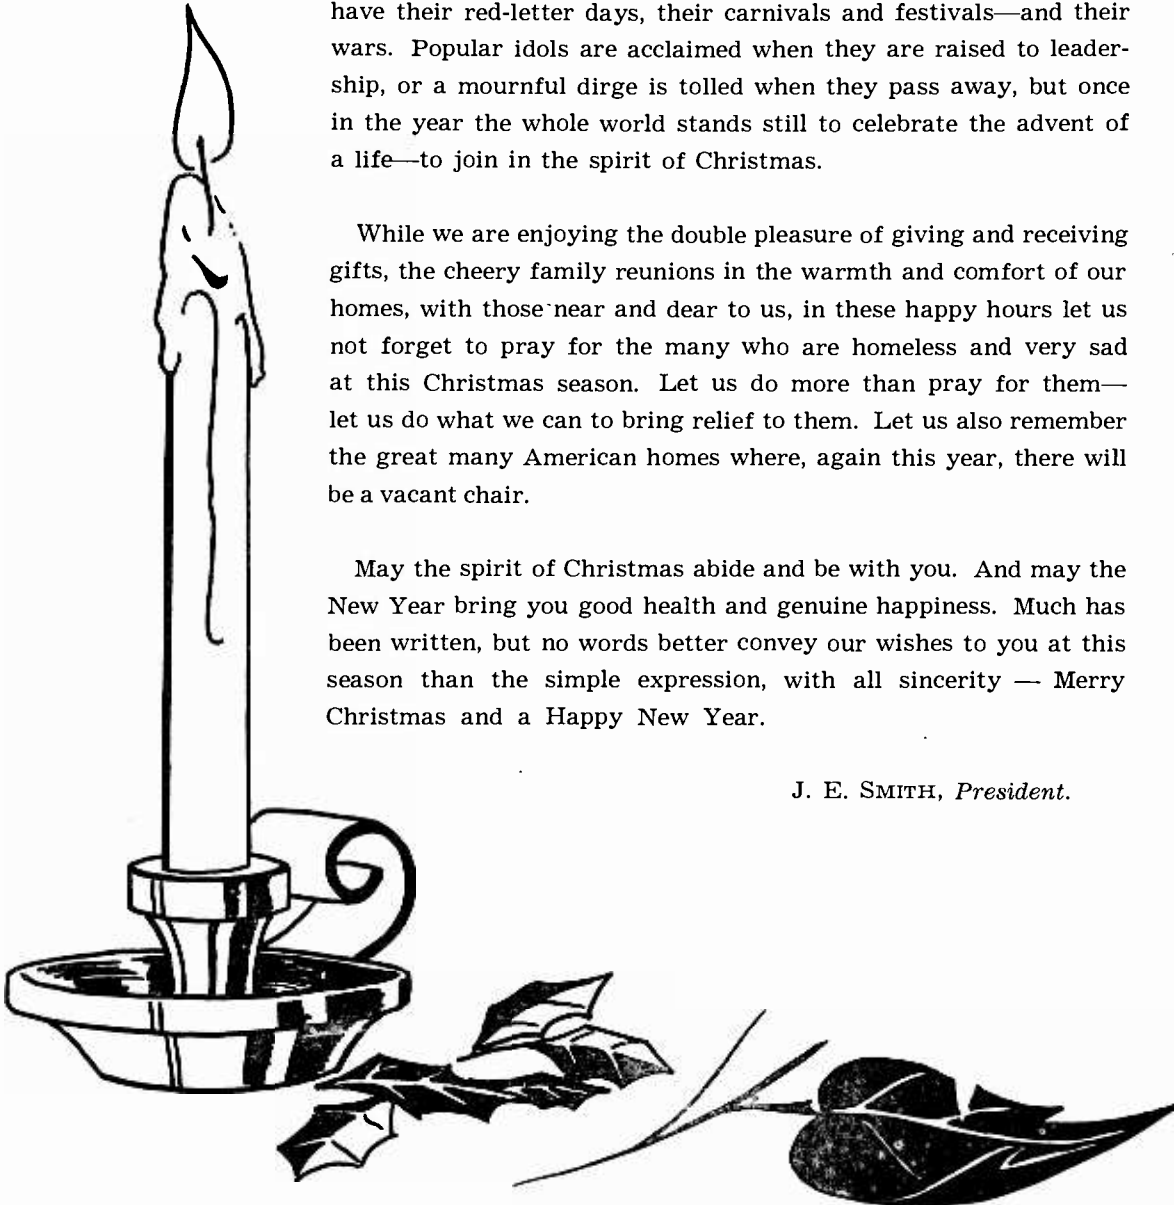 have their red-letter days, their carnivals and festivals—and their
wars. Popular idols are acclaimed when they are raised to leader-
ship, or a mournful dirge is tolled when they pass away, but once
in the year the whole world stands still to celebrate the advent of
a life—to join in the spirit of Christmas.
While we are enjoying the double pleasure of giving and receiving
gifts, the cheery family reunions in the warmth and comfort of our
homes, with those near and dear to us, in these happy hours let us
not forget to pray for the many who are homeless and very sad
at this Christmas season. Let us do more than pray for them—
let us do what we can to bring relief to them. Let us also remember
the great many American homes where, again this year, there will
be a vacant chair.
May the spirit of Christmas abide and be with you. And may the
New Year bring you good health and genuine happiness. Much has
been written, but no words better convey our wishes to you at this
season than the simple expression, with all sincerity — Merry
Christmas and a Happy New Year.
J. E. SMITH, President.